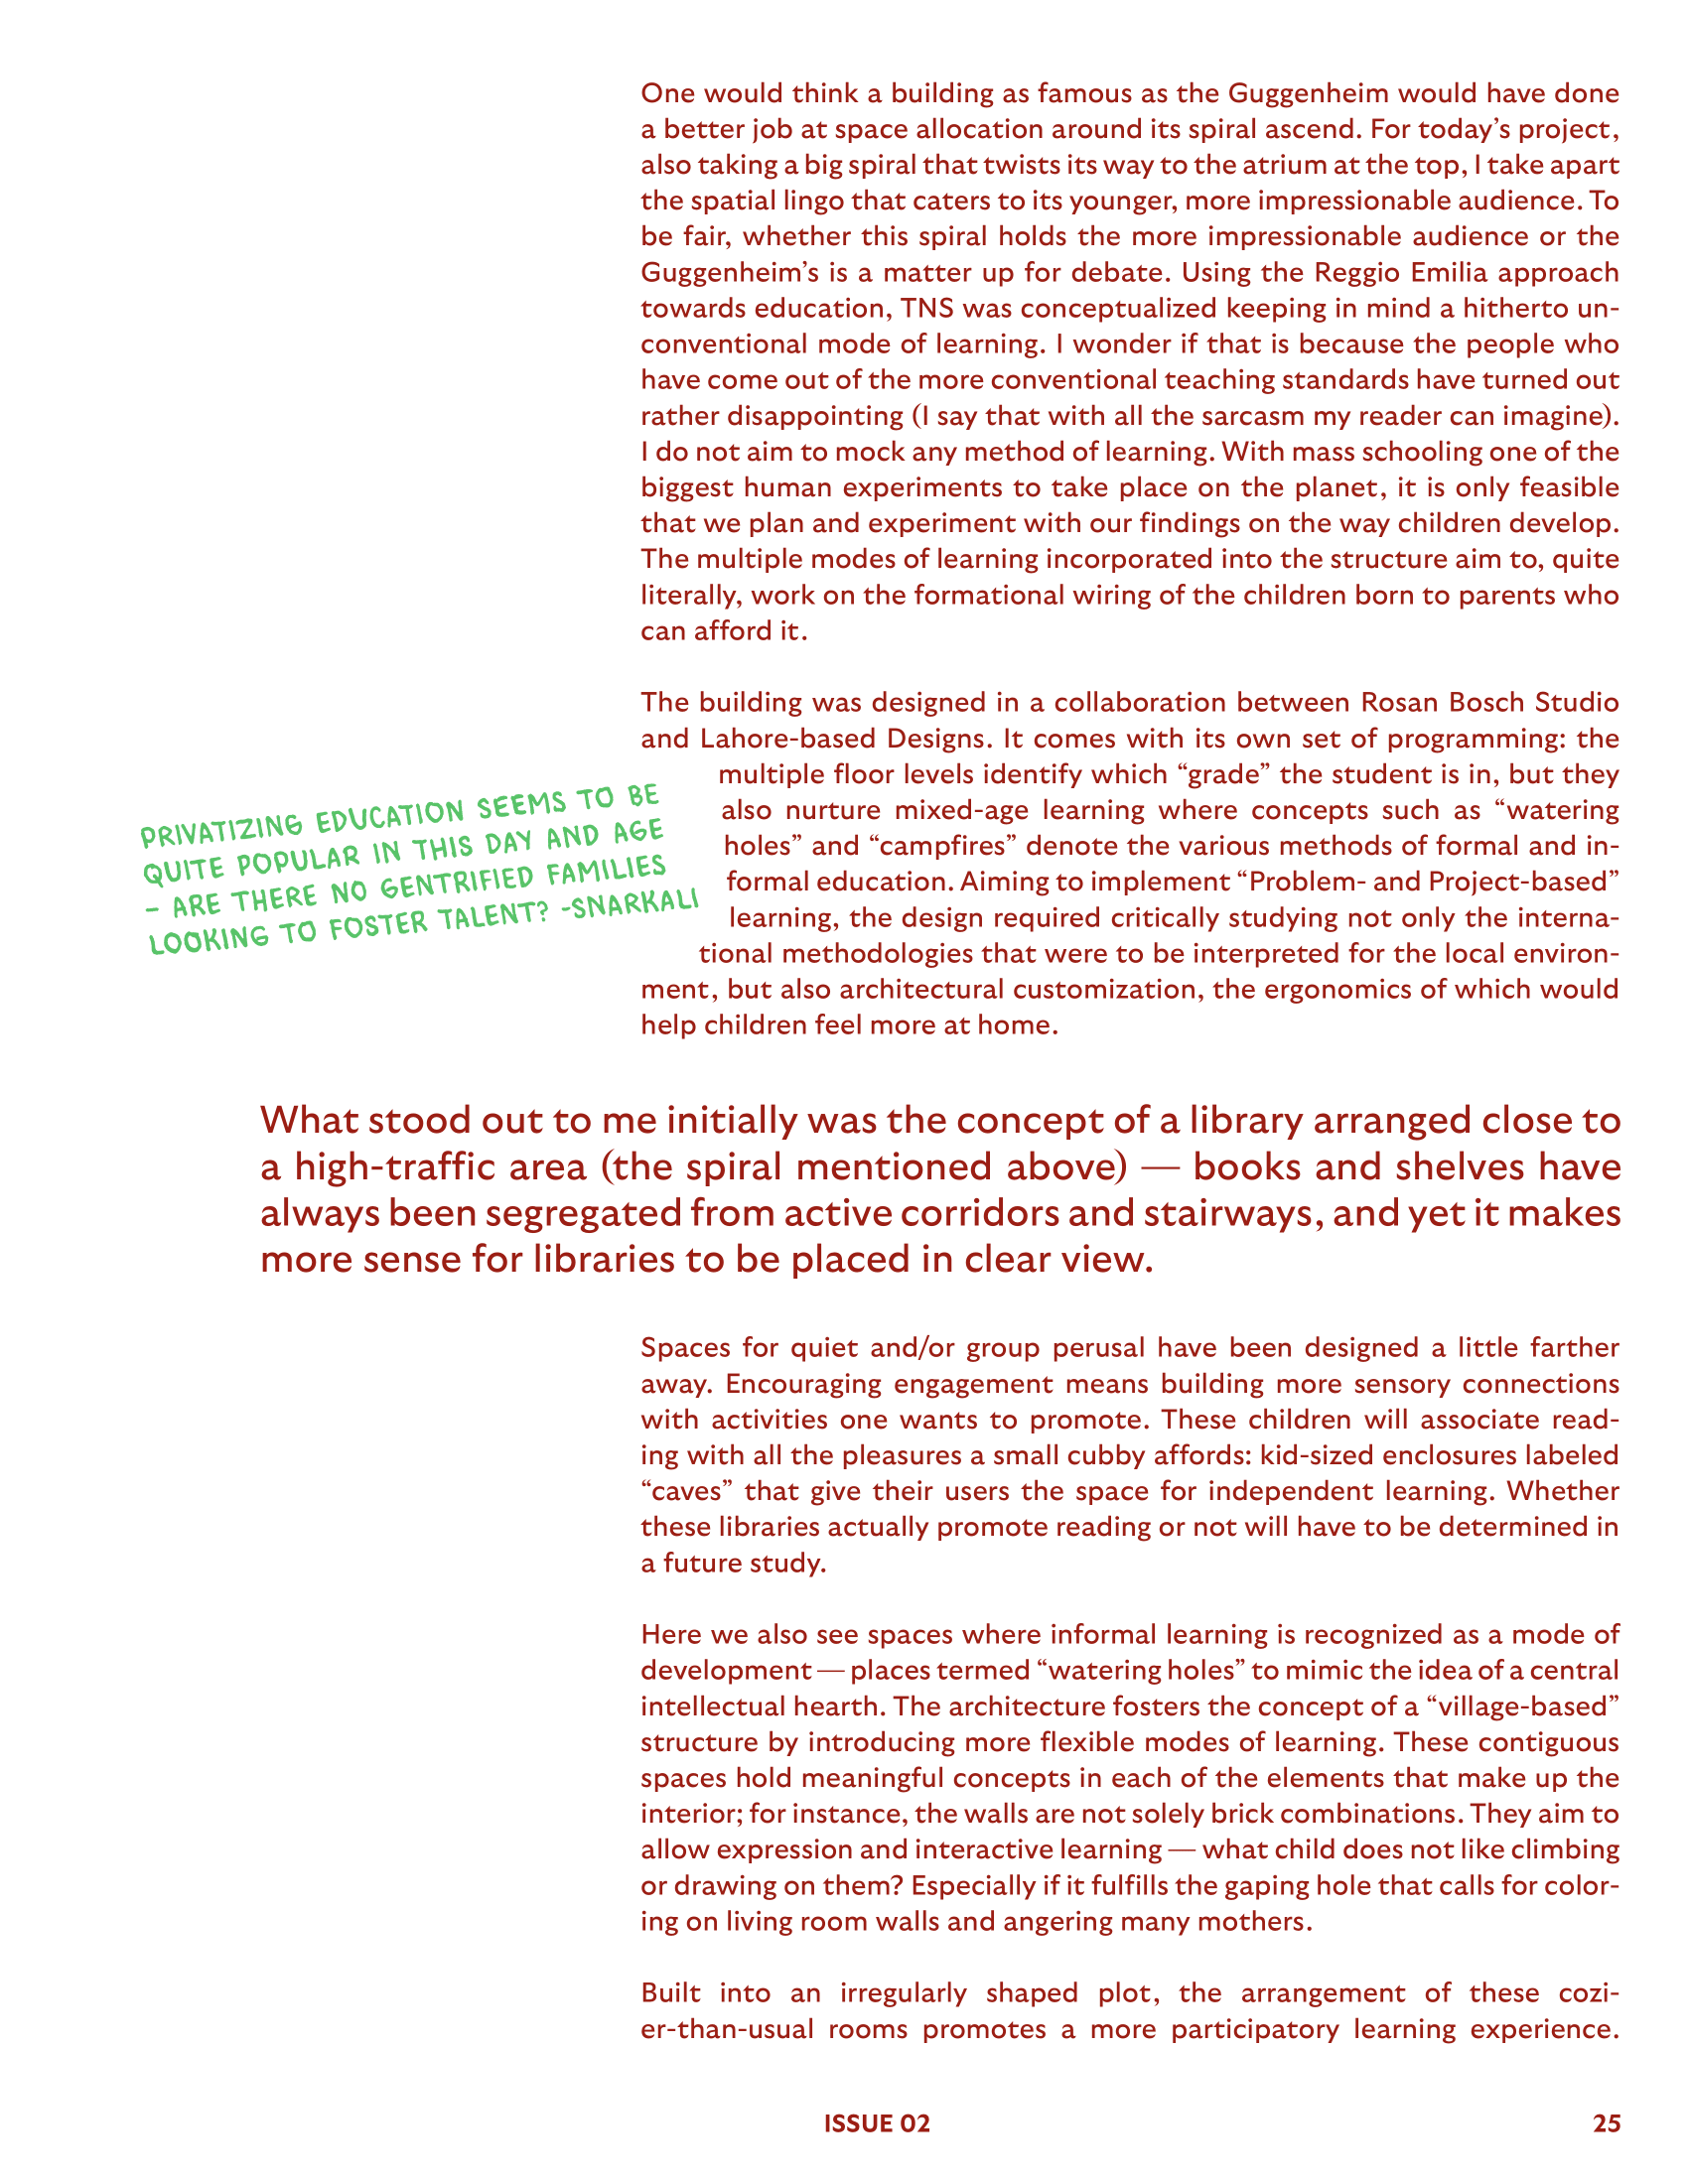 One would think a building as famous as the Guggenheim would have done
a better job at space allocation around its spiral ascend. For today’s project,
also taking a big spiral that twists its way to the atrium at the top, I take apart
the spatial lingo that caters to its younger, more impressionable audience. To
be fair, whether this spiral holds the more impressionable audience or the
Guggenheim’s is a matter up for debate. Using the Reggio Emilia approach
towards education, TNS was conceptualized keeping in mind a hitherto un-
conventional mode of learning. I wonder if that is because the people who
have come out of the more conventional teaching standards have turned out
rather disappointing (I say that with all the sarcasm my reader can imagine).
I do not aim to mock any method of learning. With mass schooling one of the
biggest human experiments to take place on the planet, it is only feasible
that we plan and experiment with our findings on the way children develop.
The multiple modes of learning incorporated into the structure aim to, quite
literally, work on the formational wiring of the children born to parents who
can afford it.
The building was designed in a collaboration between Rosan Bosch Studio
and Lahore-based Designs. It comes with its own set of programming: the
multiple floor levels identify which “grade” the student is in, but they
also nurture mixed-age learning where concepts such as “watering
holes” and “campfires” denote the various methods of formal and in-
formal education. Aiming to implement “Problem- and Project-based”
learning, the design required critically studying not only the interna-
tional methodologies that were to be interpreted for the local environ-
ment, but also architectural customization, the ergonomics of which would
help children feel more at home.
PRIVATIZING EDUCATION SEEMS TO BE
QUITE POPULAR IN THIS DAY AND AGE
– ARE THERE NO GENTRIFIED FAMILIES
LOOKING TO FOSTER TALENT? -SNARKALI
What stood out to me initially was the concept of a library arranged close to
a high-traffic area (the spiral mentioned above) — books and shelves have
always been segregated from active corridors and stairways, and yet it makes
more sense for libraries to be placed in clear view.
Spaces for quiet and/or group perusal have been designed a little farther
away. Encouraging engagement means building more sensory connections
with activities one wants to promote. These children will associate read-
ing with all the pleasures a small cubby affords: kid-sized enclosures labeled
“caves” that give their users the space for independent learning. Whether
these libraries actually promote reading or not will have to be determined in
a future study.
Here we also see spaces where informal learning is recognized as a mode of
development — places termed “watering holes” to mimic the idea of a central
intellectual hearth. The architecture fosters the concept of a “village-based”
structure by introducing more flexible modes of learning. These contiguous
spaces hold meaningful concepts in each of the elements that make up the
interior; for instance, the walls are not solely brick combinations. They aim to
allow expression and interactive learning — what child does not like climbing
or drawing on them? Especially if it fulfills the gaping hole that calls for color-
ing on living room walls and angering many mothers.
Built into an irregularly shaped plot, the arrangement of these cozi-
er-than-usual rooms promotes a more participatory learning experience.
ISSUE 02
25